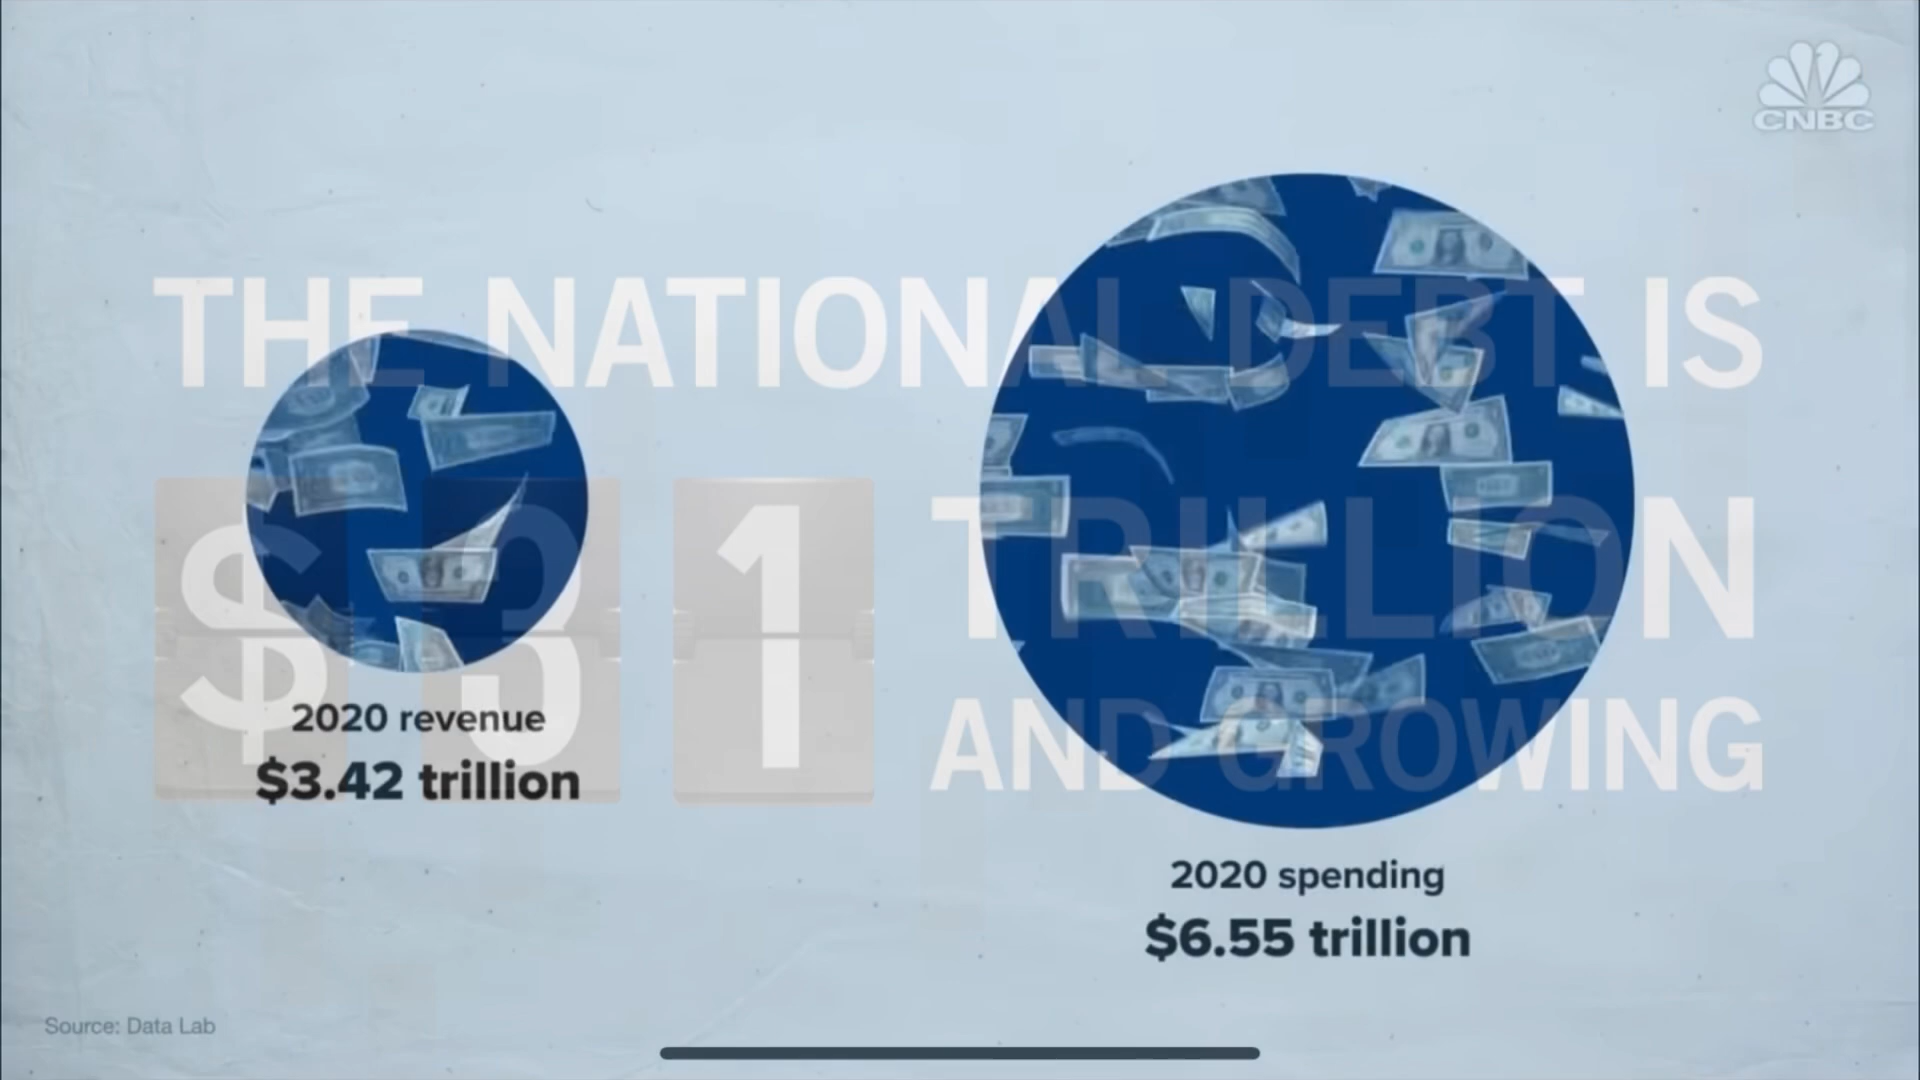 CNBC
THE NATIONAL DEBT IS
$31 TRILLION
AND GROWING
2020 revenue
$3.42 trillion
2020 spending
$6.55 trillion
Source: Data Lab